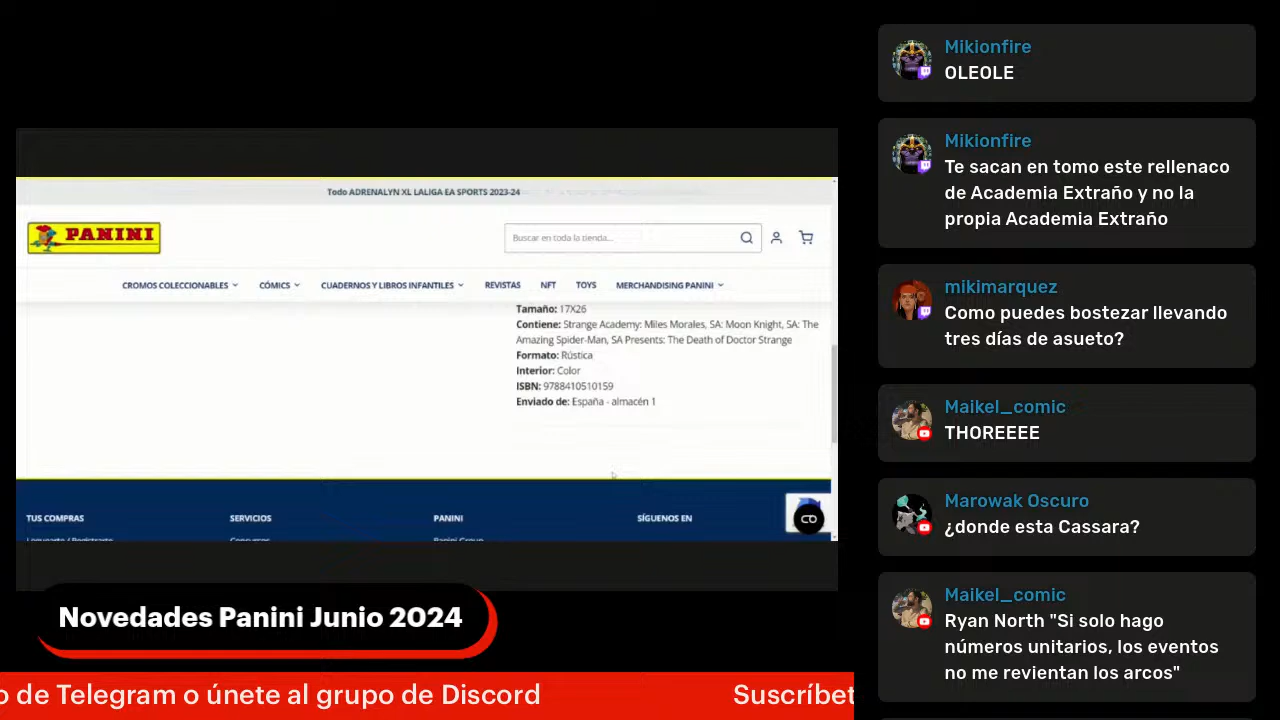 Todo ADRENALYN XL LALIGA EA SPORTS 2023-24
PANINI
Buscar en toda la tienda...
CROMOS COLECCIONABLES
CÓMICS
CUADERNOS Y LIBROS INFANTILES
REVISTAS
NFT
TOYS
MERCHANDISING PANINI
Tamaño: 17X26
Contiene: Strange Academy: Miles Morales, SA: Moon Knight, SA: The
Amazing Spider-Man, SA Presents: The Death of Doctor Strange
Formato: Rústica
Interior: Color
ISBN: 9788410510159
Enviado de: España - almacén 1
TUS COMPRAS
SERVICIOS
PANINI
SÍGUENOS EN
Loguearte / Registrarte
Concursos
Panini Group
Novedades Panini Junio 2024
o de Telegram o únete al grupo de Discord
Suscríbet
Mikionfire
OLEOLE
Mikionfire
Te sacan en tomo este rellenaco
de Academia Extraño y no la
propia Academia Extraño
mikimarquez
Como puedes bostezar llevando
tres días de asueto?
Maikel_comic
THOREEEE
Marowak Oscuro
¿donde esta Cassara?
Maikel_comic
Ryan North "Si solo hago
números unitarios, los eventos
no me revientan los arcos"